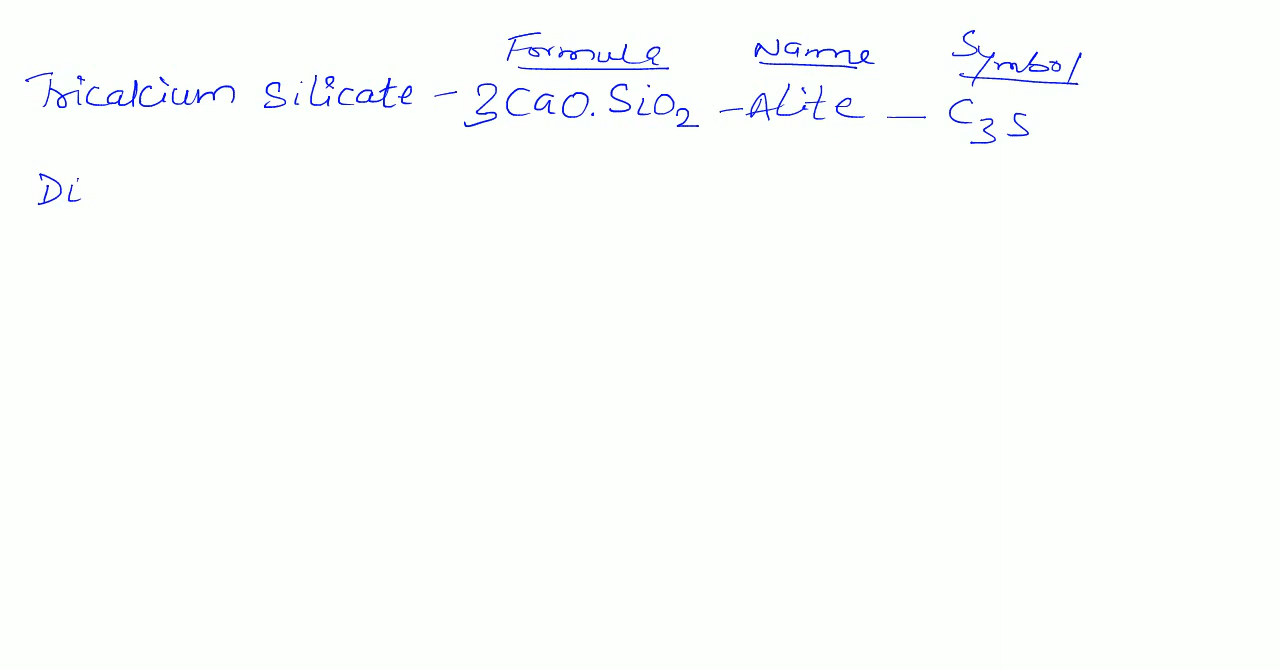 Formula Name Symbol
Tricalcium Silicate - 3CaO.SiO₂ - Alite - C₃S
Di